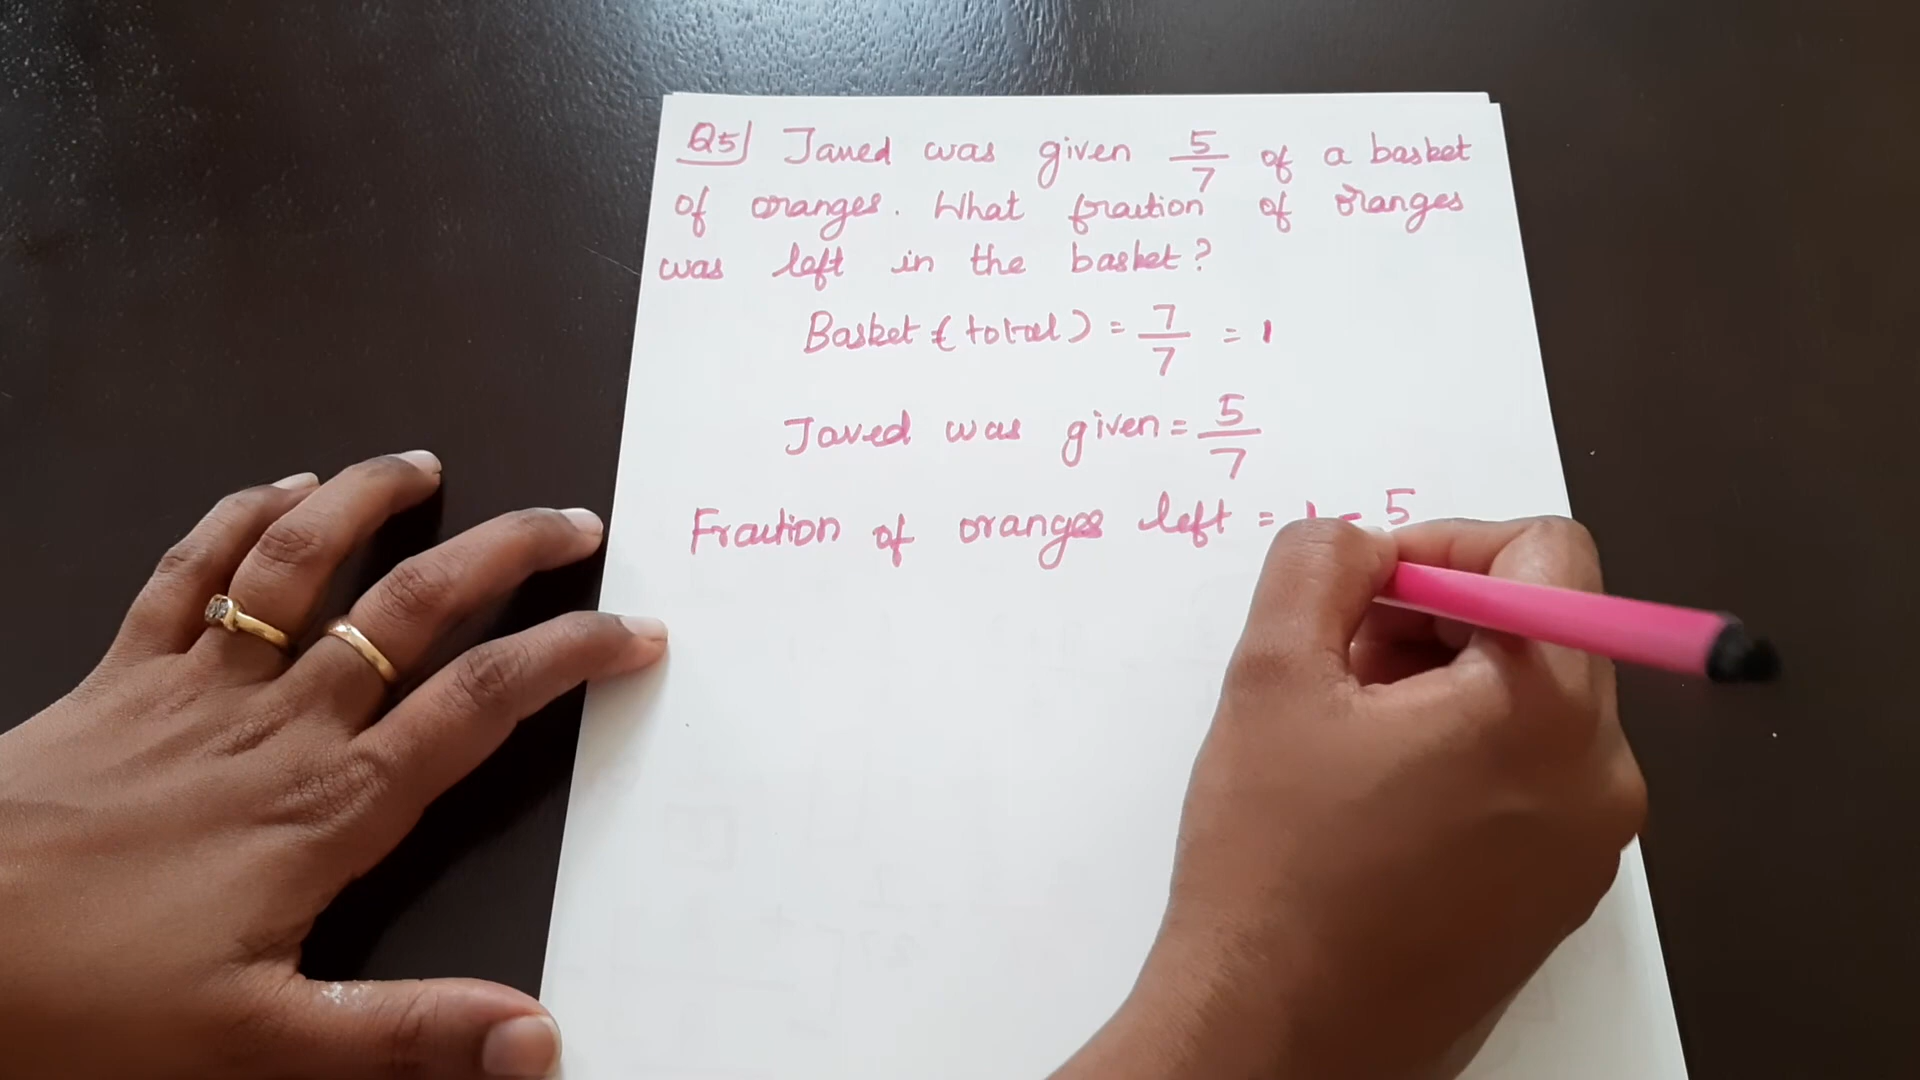 Q5 Javed was given 5/7 of a basket
of oranges. What fraction of oranges
was left in the basket?
Basket (total) = 7/7 = 1
Javed was given = 5/7
Fraction of oranges left = 1 - 5